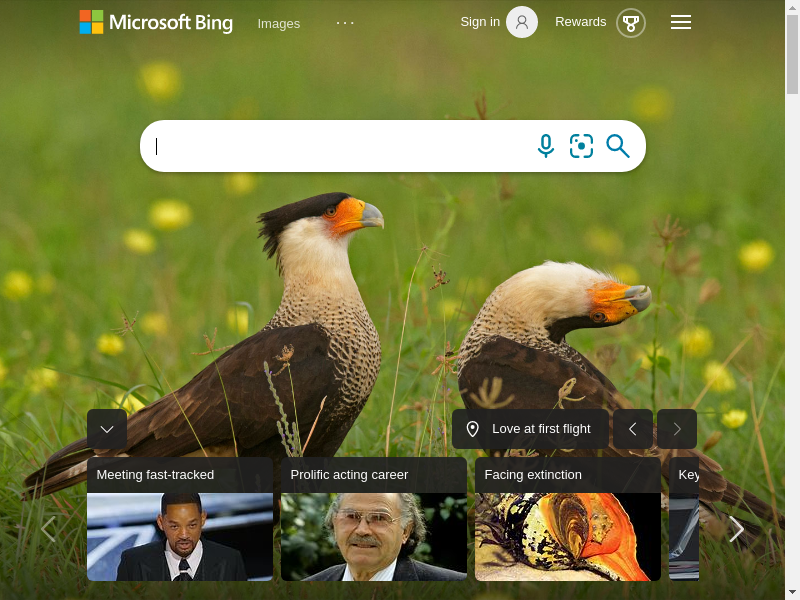 Microsoft Bing
Images
Sign in
Rewards
Love at first flight
Meeting fast-tracked
Prolific acting career
Facing extinction
Key